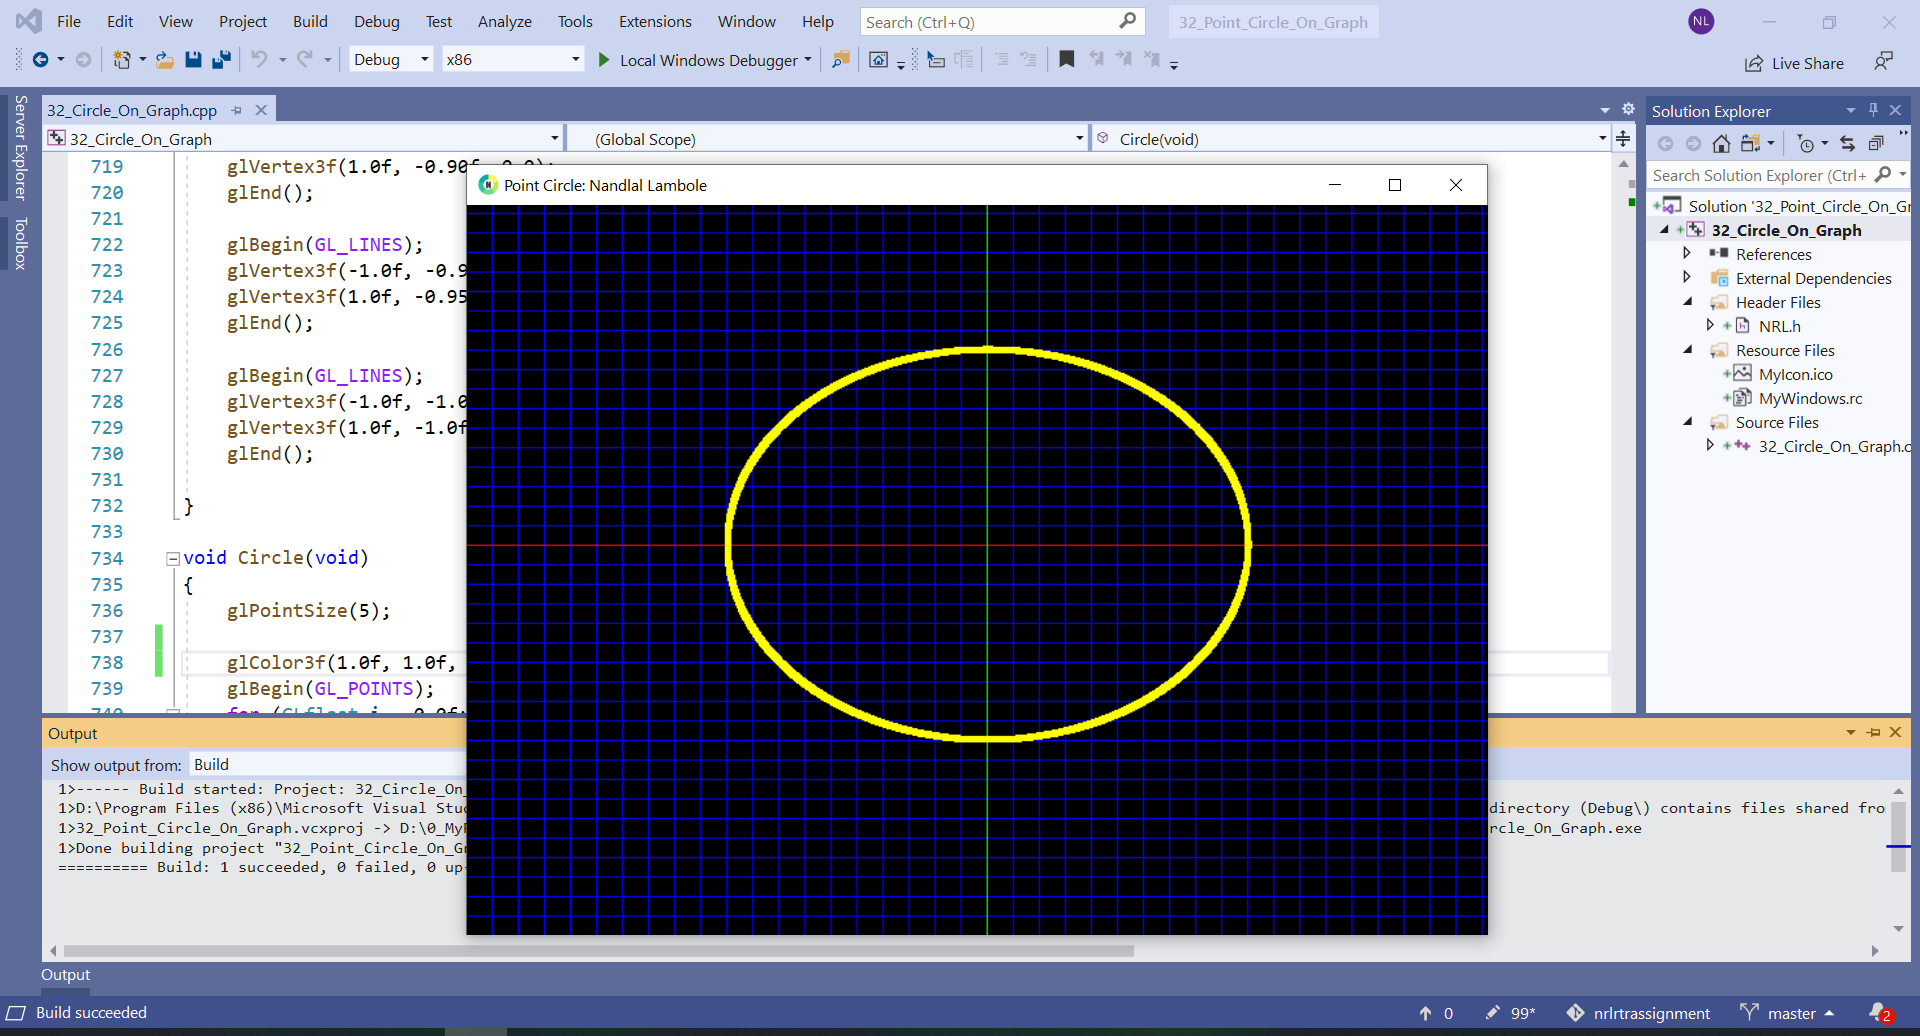 File Edit View Project Build Debug Test Analyze Tools Extensions Window Help Search (Ctrl+Q) 32_Point_Circle_On_Graph NL
Debug x86 Local Windows Debugger Live Share
Server Explorer
Toolbox
32_Circle_On_Graph.cpp
32_Circle_On_Graph (Global Scope) Circle(void)
719 glVertex3f(1.0f, -0.90f, 0.0);
720 glEnd();
721
722 glBegin(GL_LINES);
723 glVertex3f(-1.0f, -0.9
724 glVertex3f(1.0f, -0.95
725 glEnd();
726
727 glBegin(GL_LINES);
728 glVertex3f(-1.0f, -1.0
729 glVertex3f(1.0f, -1.0f
730 glEnd();
731
732 }
733
734 void Circle(void)
735 {
736 glPointSize(5);
737
738 glColor3f(1.0f, 1.0f,
739 glBegin(GL_POINTS);
740 for (GLfloat i = 0.0f;
Point Circle: Nandlal Lambole
Solution Explorer
Search Solution Explorer (Ctrl+
Solution '32_Point_Circle_On_Gr
32_Circle_On_Graph
References
External Dependencies
Header Files
NRL.h
Resource Files
MyIcon.ico
MyWindows.rc
Source Files
32_Circle_On_Graph.c
Output
Show output from: Build
1>------ Build started: Project: 32_Circle_On_
1>D:\Program Files (x86)\Microsoft Visual Stud directory (Debug\) contains files shared fro
1>32_Point_Circle_On_Graph.vcxproj -> D:\0_MyP rcle_On_Graph.exe
1>Done building project "32_Point_Circle_On_Gr
========== Build: 1 succeeded, 0 failed, 0 up-
Output
Build succeeded 0 99* nrlrtrassignment master 2